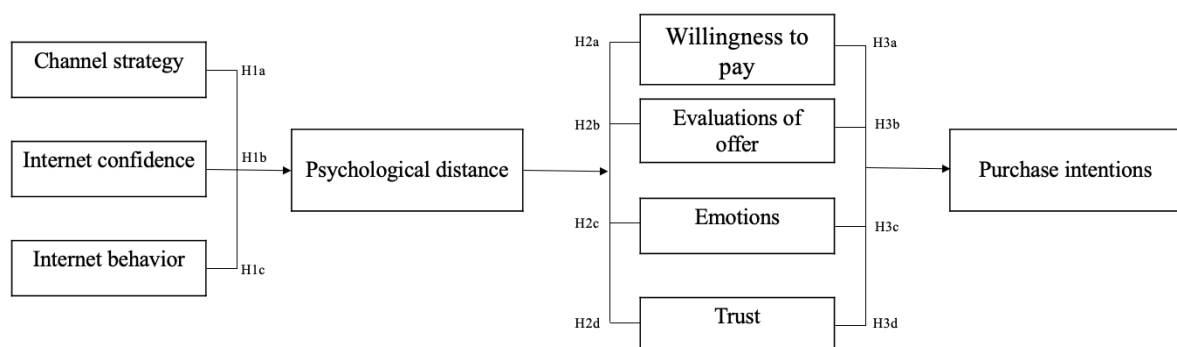 Channel strategy
H1a
Internet confidence
H1b
Internet behavior
H1c
Psychological distance
H2a
Willingness to
pay
H3a
H2b
Evaluations of
offer
H3b
H2c
Emotions
H3c
H2d
Trust
H3d
Purchase intentions